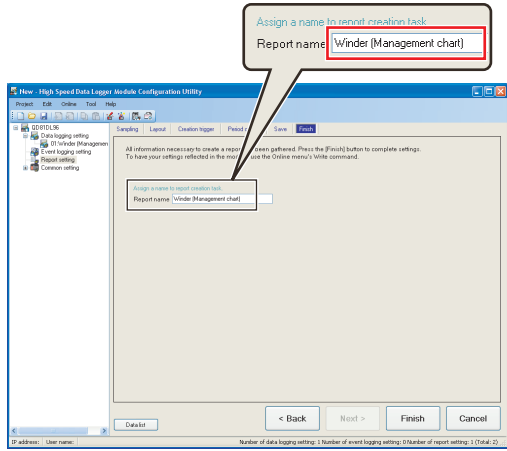 Assign a name to report creation task.
Report name Winder (Management chart)
New - High Speed Data Logger Module Configuration Utility
Project Edit Online Tool Help
QD81DL96
Data logging setting
01:Winder (Managemen
Event logging setting
Report setting
Common setting
Sampling Layout Creation trigger Period Save Finish
All information necessary to create a report been gathered. Press the [Finish] button to complete settings.
To have your settings reflected in the use the Online menu's Write command.
Assign a name to report creation task.
Report name Winder (Management chart)
Data list
< Back Next > Finish Cancel
IP address: User name: Number of data logging setting: 1 Number of event logging setting: 0 Number of report setting: 1 (Total: 2)